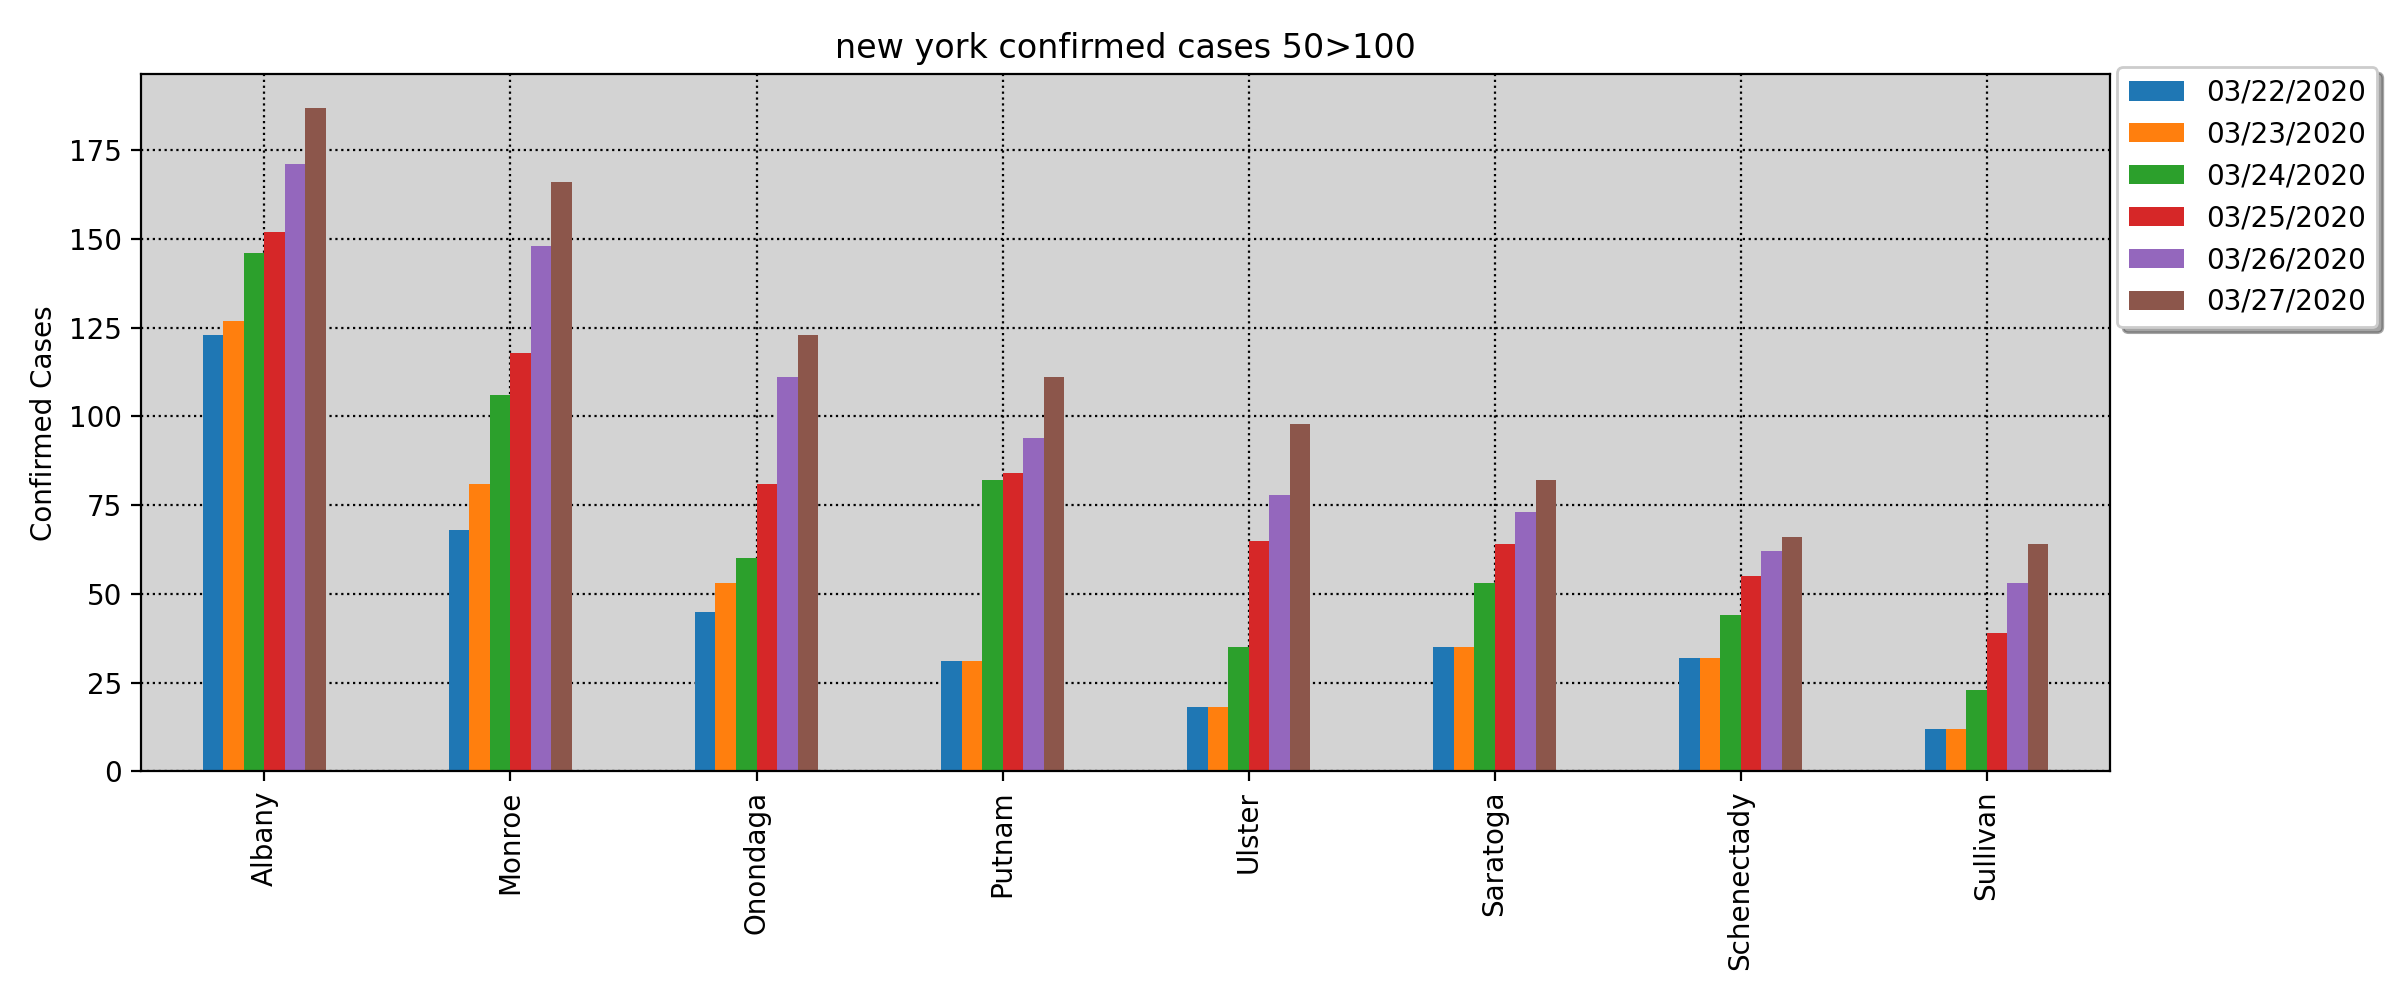 new york confirmed cases 50>100
Confirmed Cases
175
150
125
100
75
50
25
0
Albany
Monroe
Onondaga
Putnam
Ulster
Saratoga
Schenectady
Sullivan
03/22/2020
03/23/2020
03/24/2020
03/25/2020
03/26/2020
03/27/2020